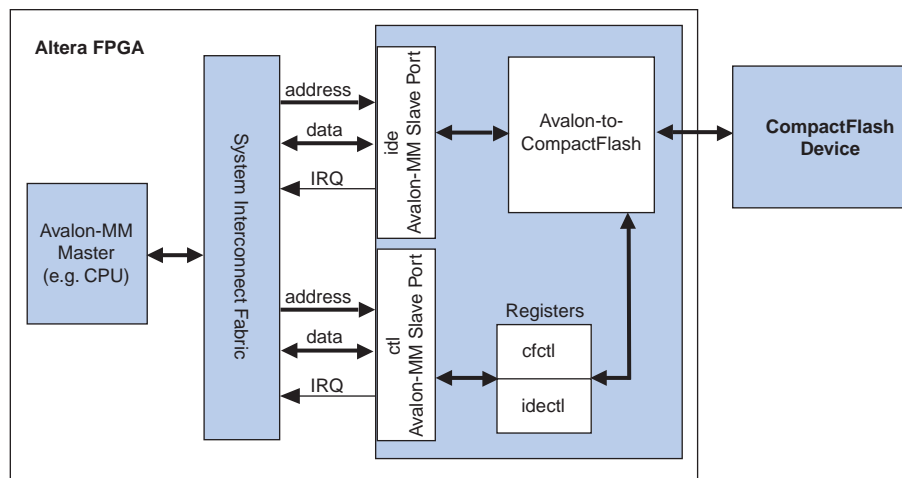 Altera FPGA
Avalon-MM
Master
(e.g. CPU)
System Interconnect Fabric
address
data
IRQ
address
data
IRQ
ide
Avalon-MM Slave Port
ctl
Avalon-MM Slave Port
Avalon-to-
CompactFlash
Registers
cfctl
idectl
CompactFlash
Device